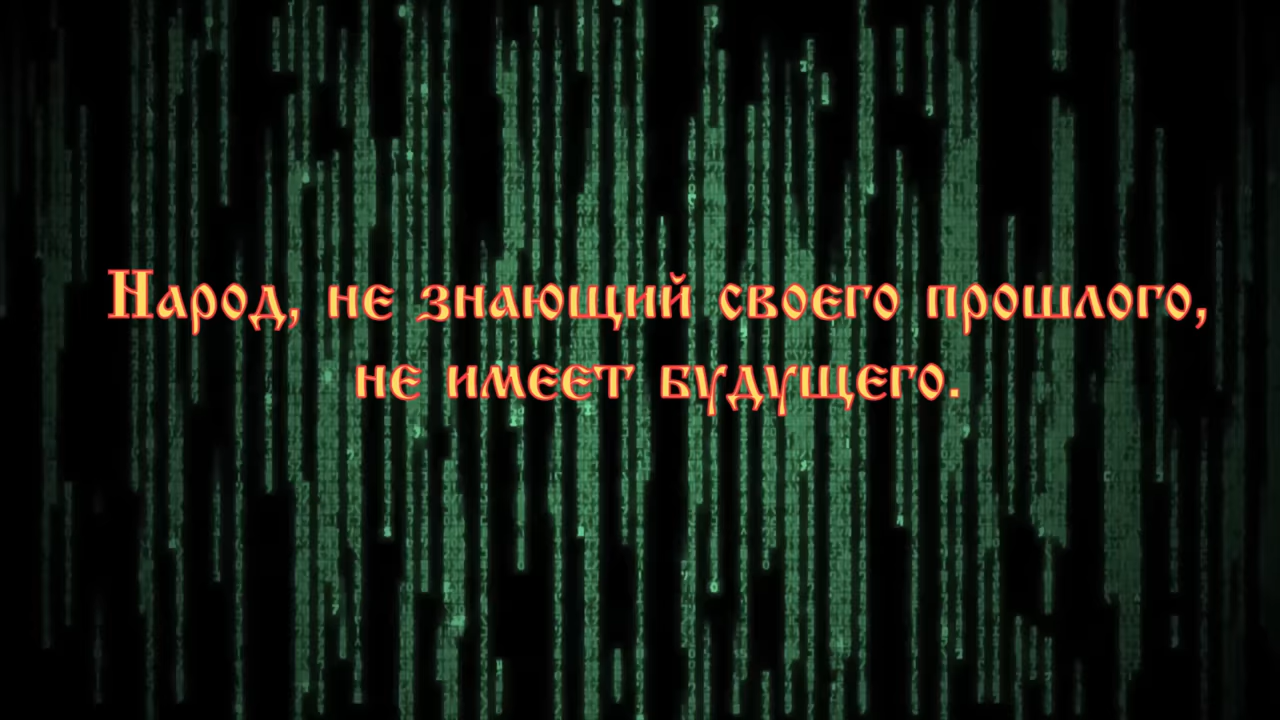 Народ, не знающий своего прошлого,
не имеет будущего.